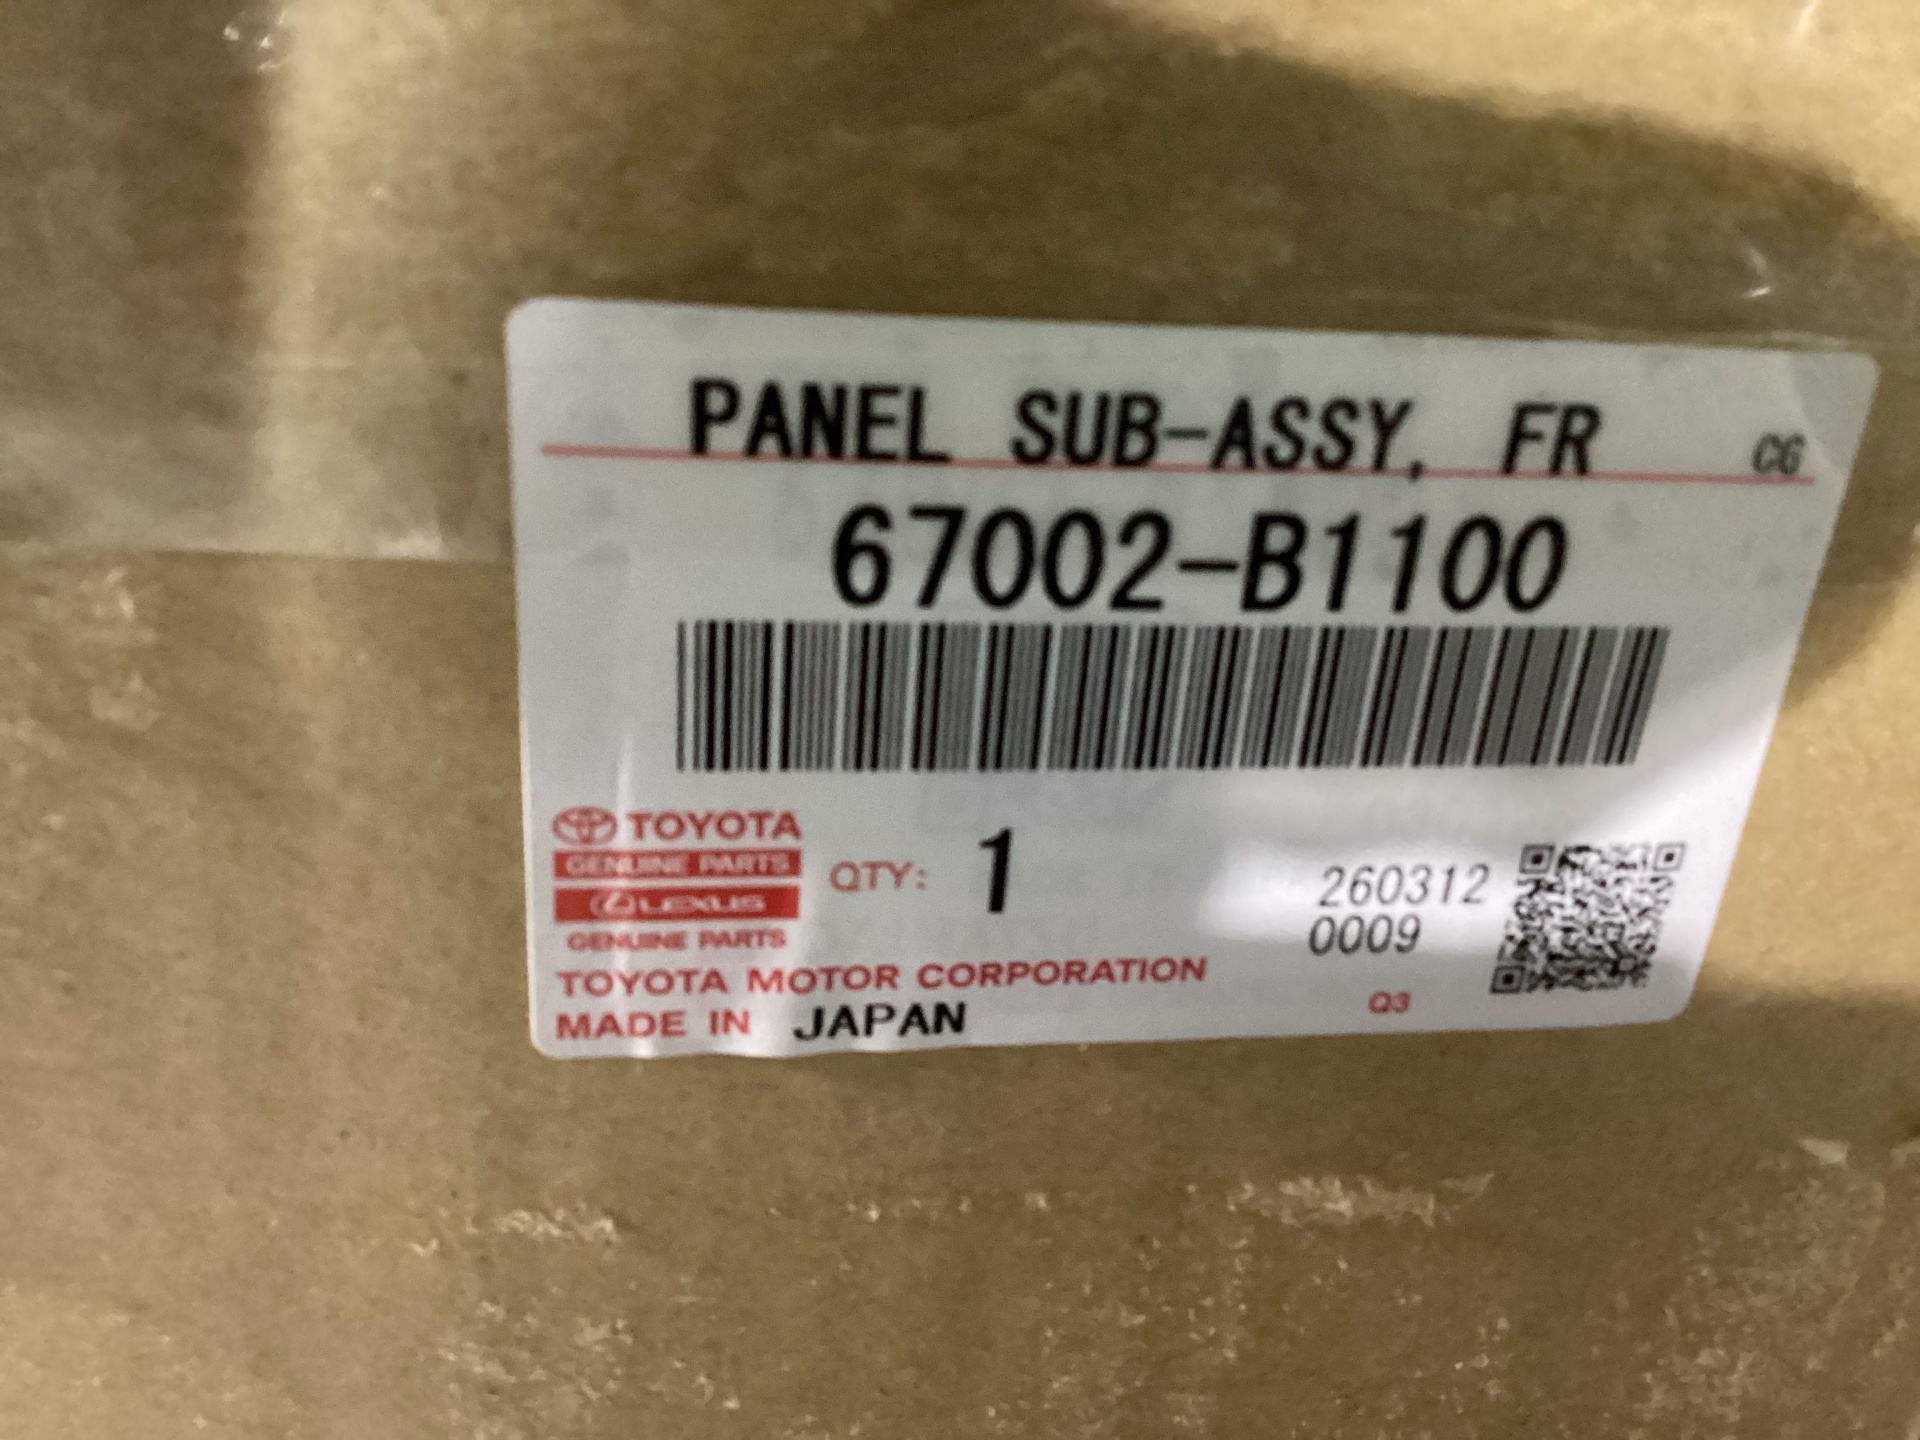 PANEL SUB-ASSY, FR CG
67002-B1100
TOYOTA
GENUINE PARTS
LEXUS
GENUINE PARTS
QTY: 1
260312
0009
TOYOTA MOTOR CORPORATION
Q3
MADE IN JAPAN